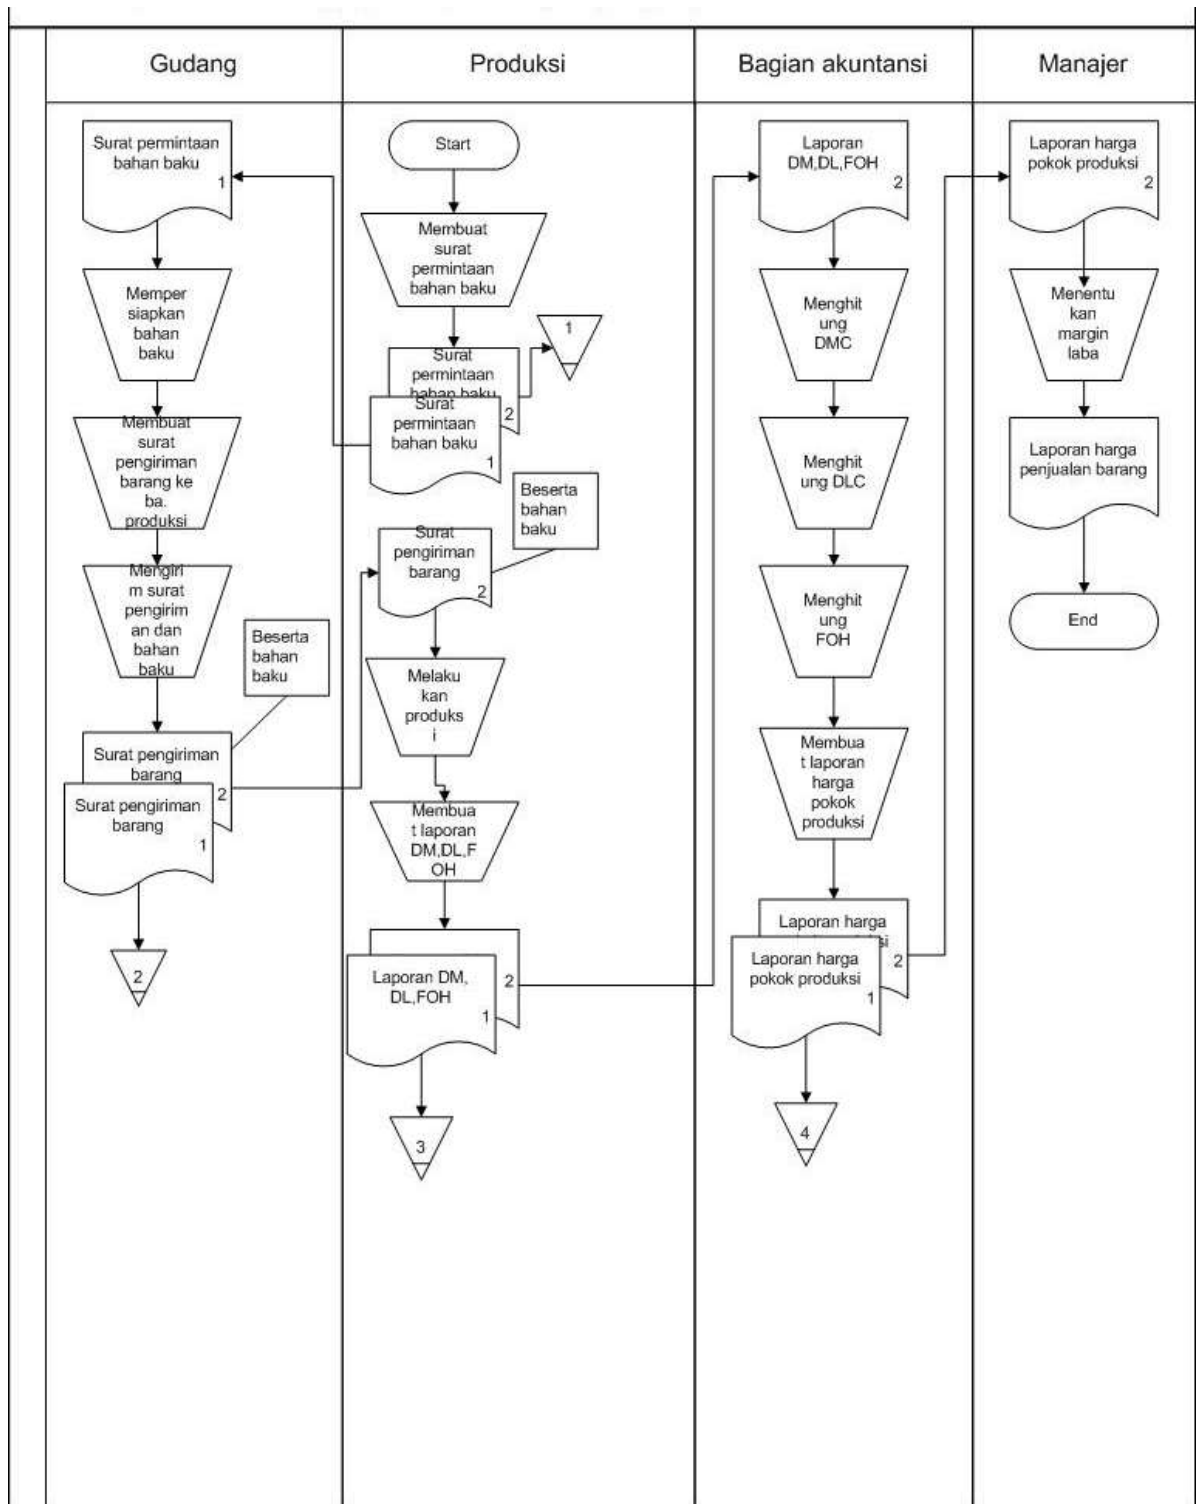 Gudang
Produksi
Bagian akuntansi
Manajer
Surat permintaan
bahan baku
1
Memper
siapkan
bahan
baku
Membuat
surat
pengiriman
barang ke
ba.
produksi
Mengiri
m surat
pengirim
an dan
bahan
baku
Beserta
bahan
baku
Surat pengiriman
barang
2
Surat pengiriman
barang
1
2
Start
Membuat
surat
permintaan
bahan baku
1
Surat
permintaan
bahan baku
2
Surat
permintaan
bahan baku
1
Beserta
bahan
baku
Surat
pengiriman
barang
2
Melaku
kan
produks
i
Membua
t laporan
DM,DL,F
OH
2
Laporan DM,
DL,FOH
1
3
Laporan
DM,DL,FOH
2
Menghit
ung
DMC
Menghit
ung DLC
Menghit
ung
FOH
Membua
t laporan
harga
pokok
produksi
Laporan harga
si
2
Laporan harga
pokok produksi
1
4
Laporan harga
pokok produksi
2
Menentu
kan
margin
laba
Laporan harga
penjualan barang
End